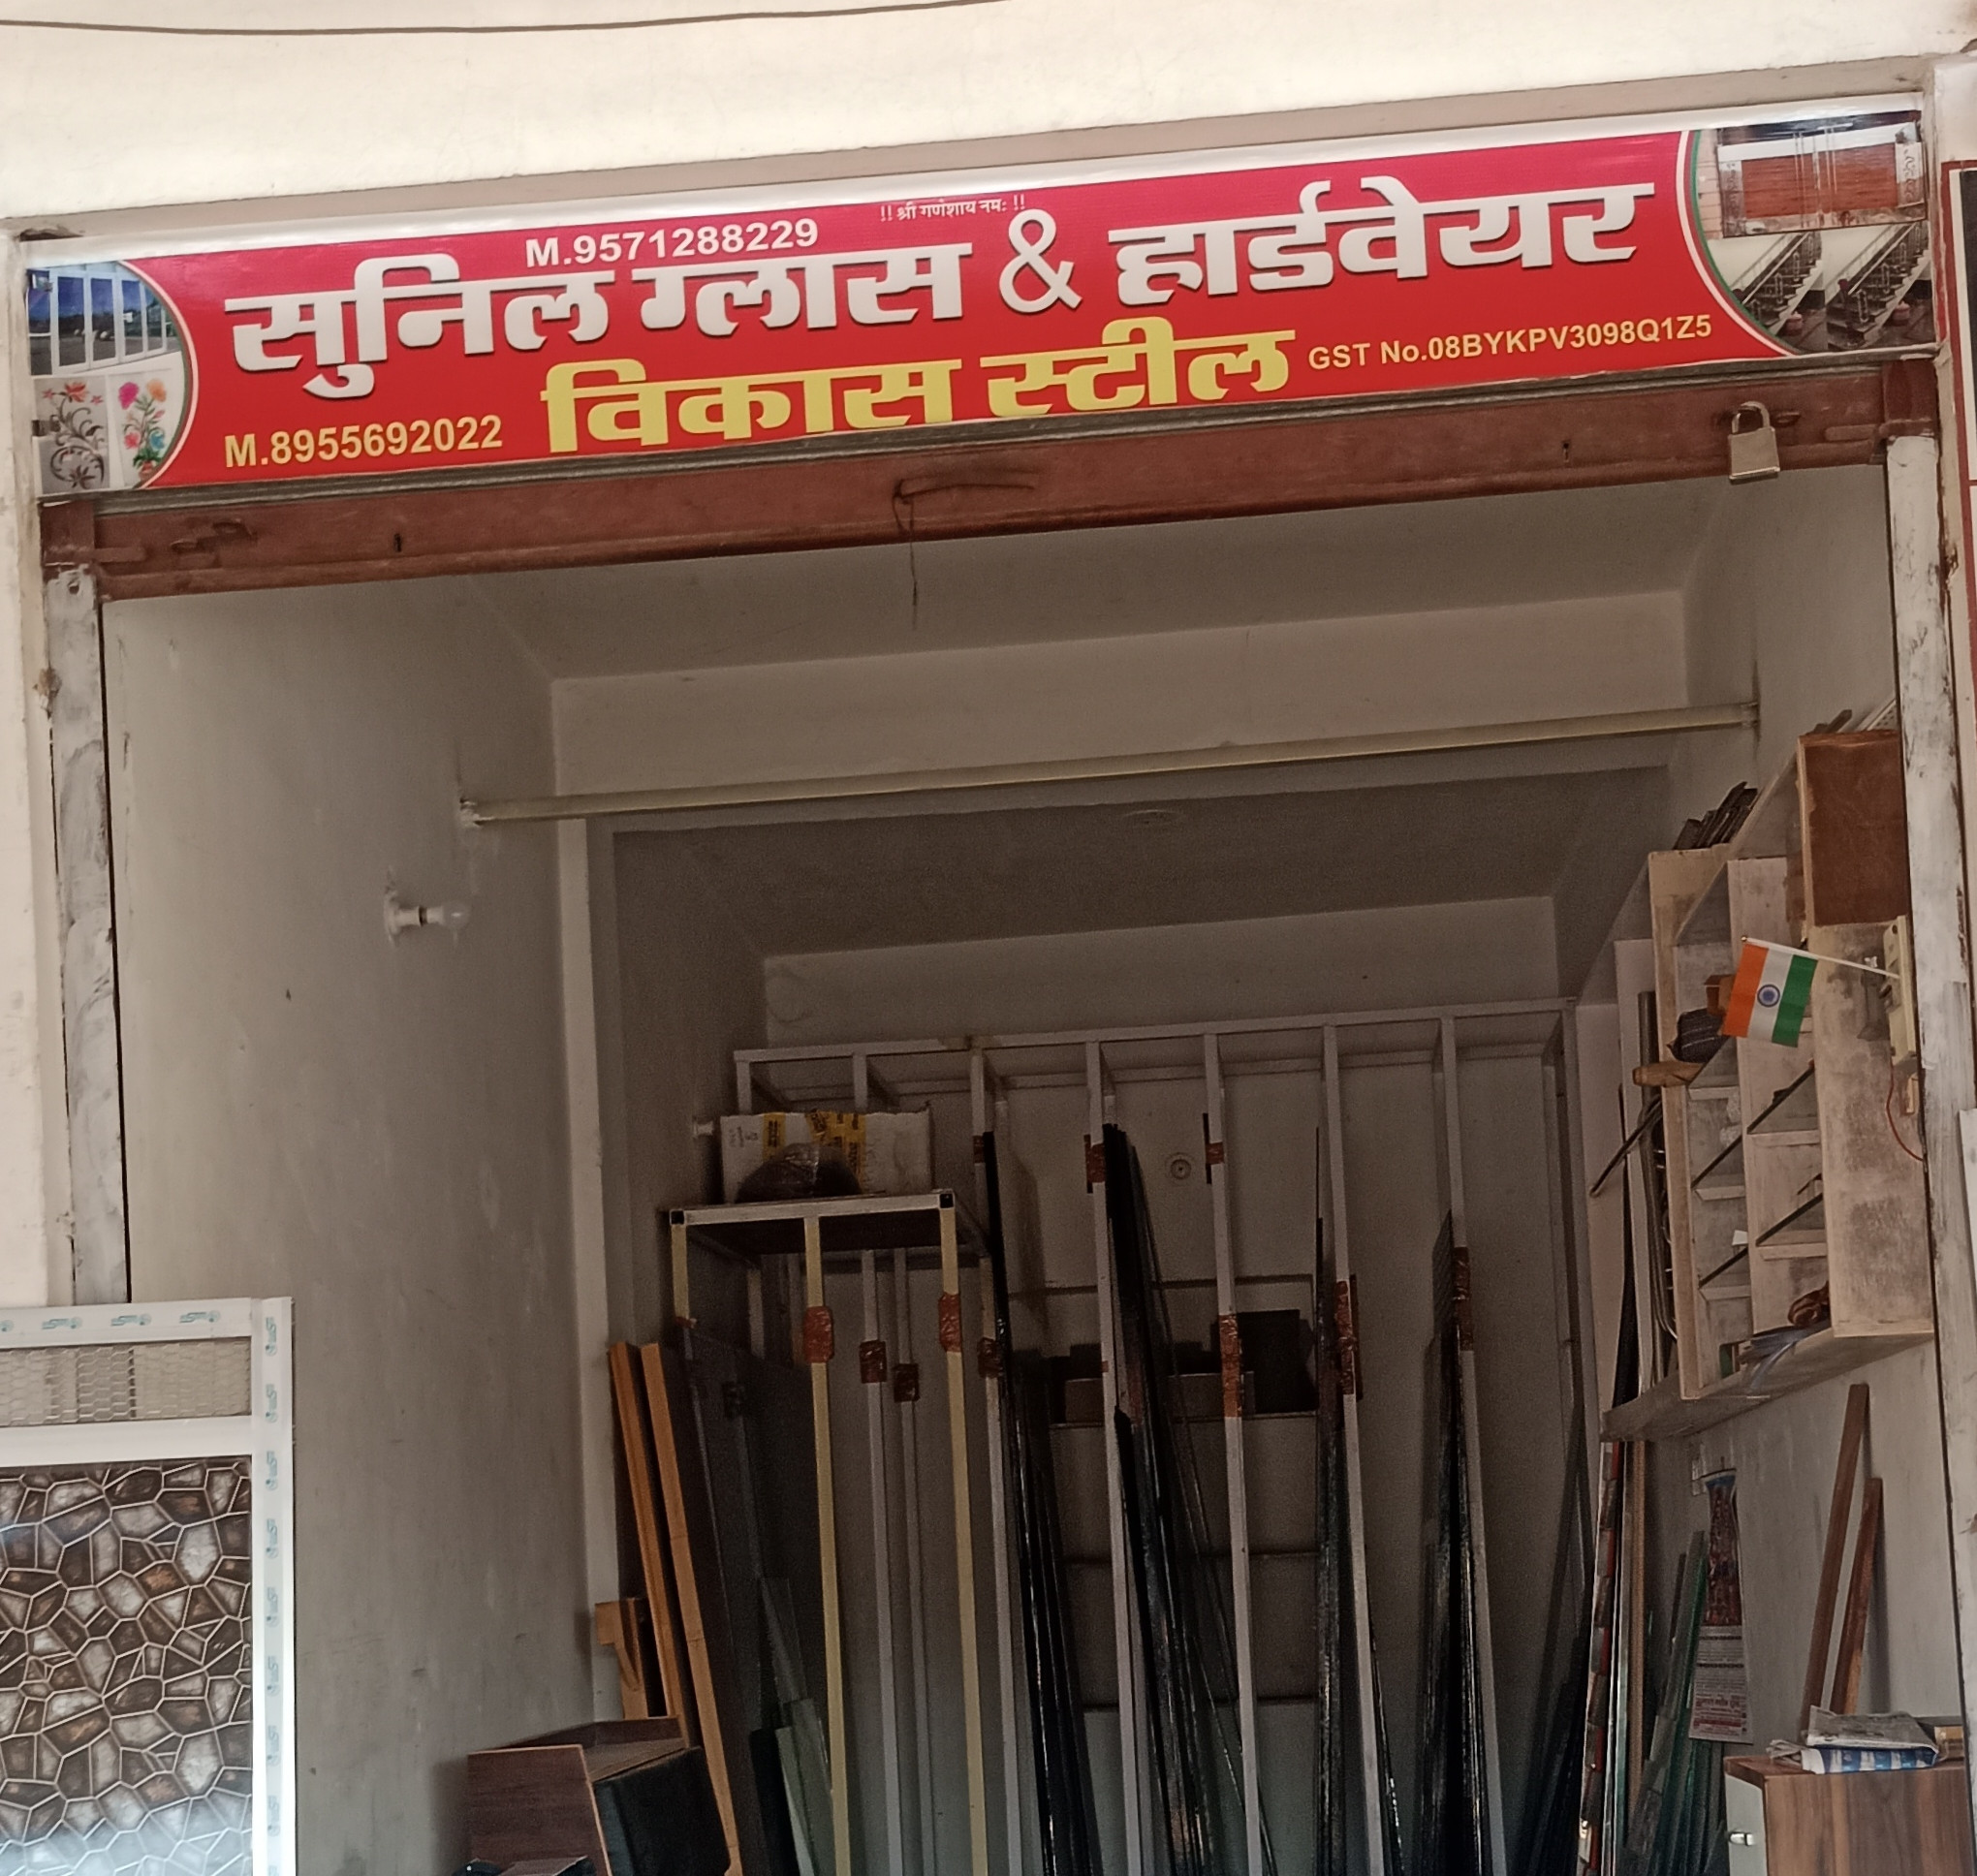 !! श्री गणेशाय नमः !!
M.9571288229
सुनिल ग्लास & हार्डवेयर
विकास स्टील
GST No.08BYKPV3098Q1Z5
M.8955692022